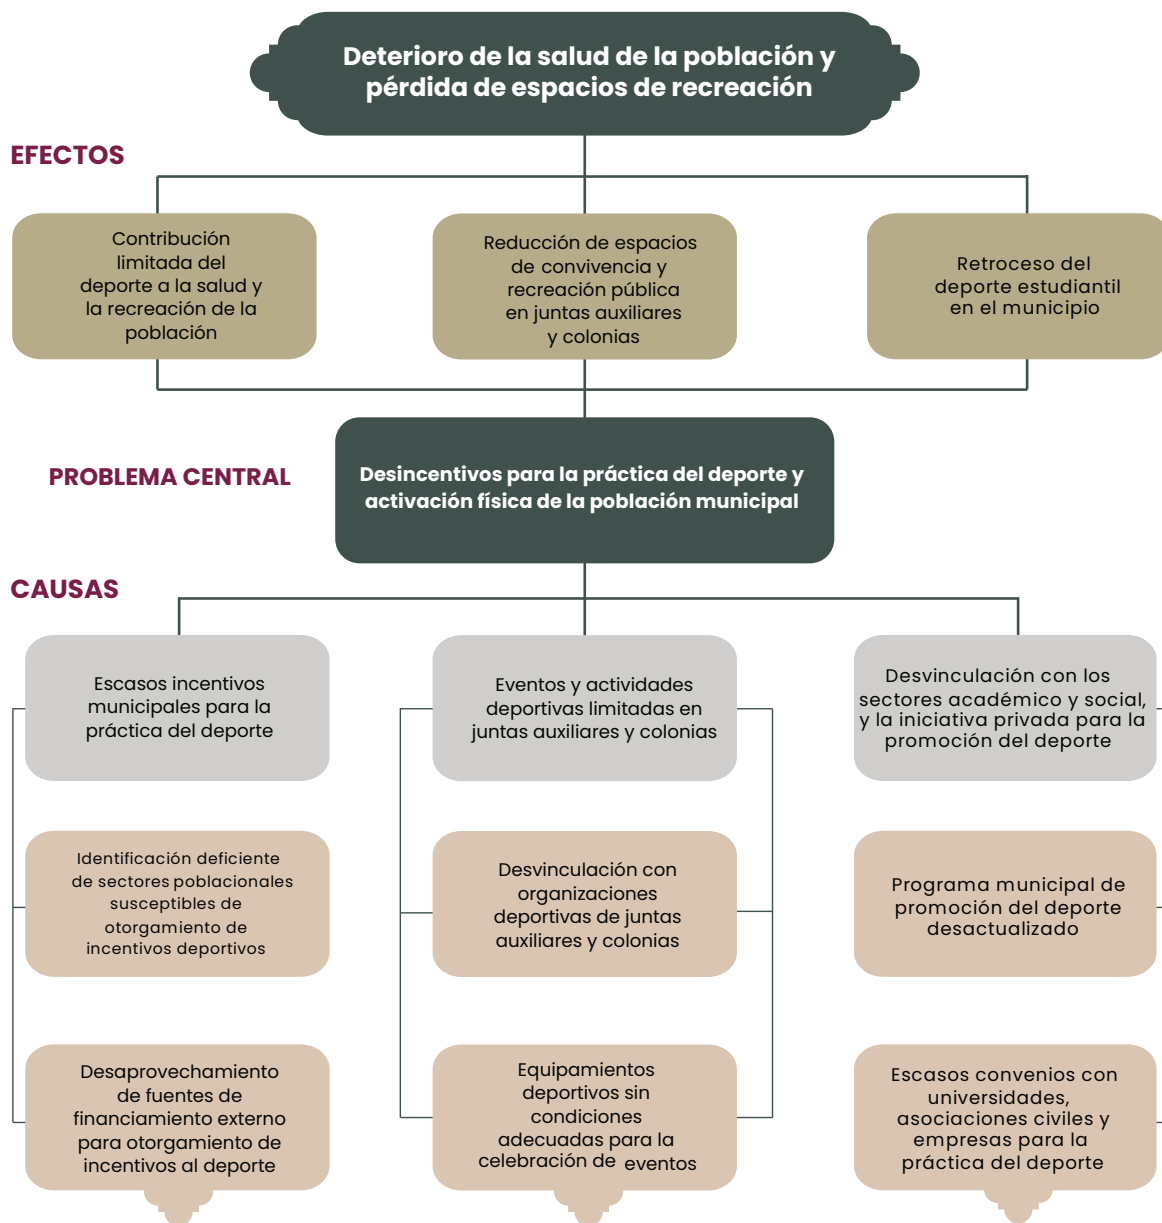 Deterioro de la salud de la población y
pérdida de espacios de recreación
EFECTOS
Contribución
limitada del
deporte a la salud y
la recreación de la
población
Reducción de espacios
de convivencia y
recreación pública
en juntas auxiliares
y colonias
Retroceso del
deporte estudiantil
en el municipio
PROBLEMA CENTRAL
Desincentivos para la práctica del deporte y
activación física de la población municipal
CAUSAS
Escasos incentivos
municipales para la
práctica del deporte
Eventos y actividades
deportivas limitadas en
juntas auxiliares y colonias
Desvinculación con los
sectores académico y social,
y la iniciativa privada para la
promoción del deporte
Identificación deficiente
de sectores poblacionales
susceptibles de
otorgamiento de
incentivos deportivos
Desvinculación con
organizaciones
deportivas de juntas
auxiliares y colonias
Programa municipal de
promoción del deporte
desactualizado
Desaprovechamiento
de fuentes de
financiamiento externo
para otorgamiento de
incentivos al deporte
Equipamientos
deportivos sin
condiciones
adecuadas para la
celebración de eventos
Escasos convenios con
universidades,
asociaciones civiles y
empresas para la
práctica del deporte